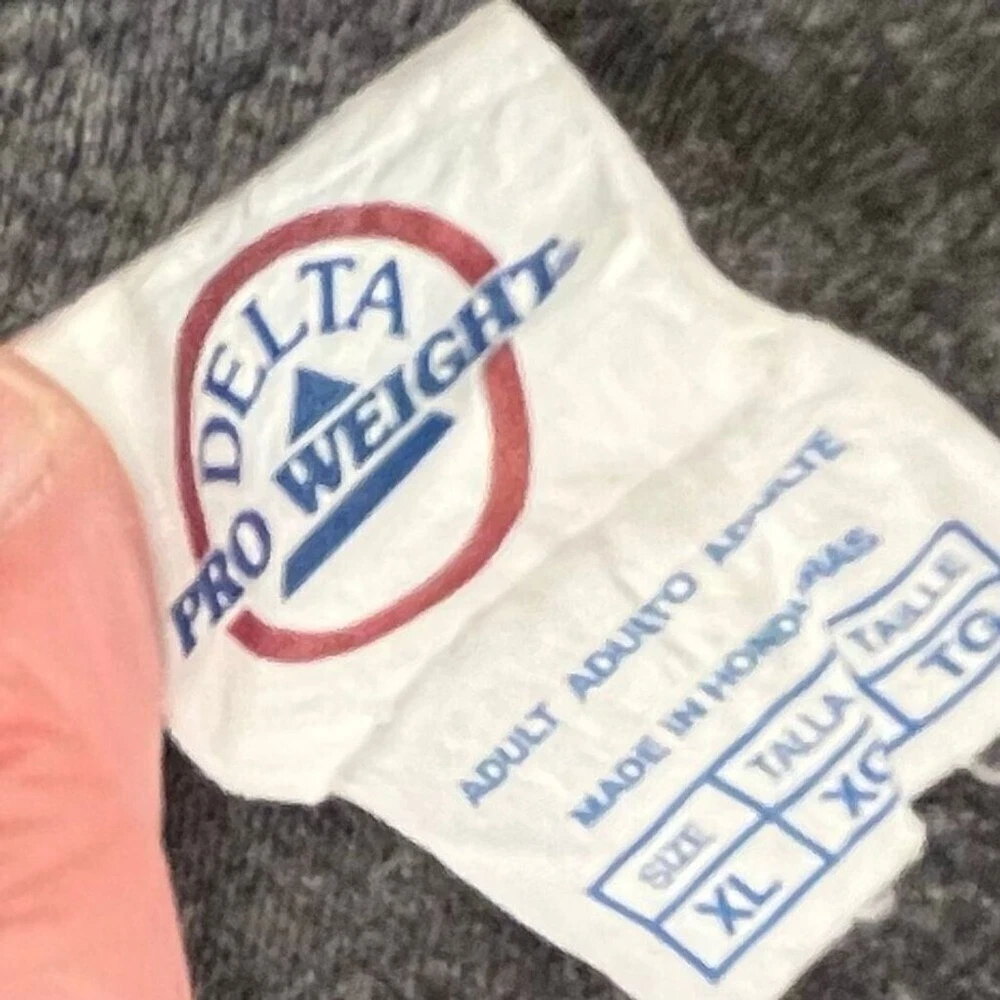 DELTA
PRO WEIGHT
ADULT ADULTO ADULTE
MADE IN HONDURAS
SIZE TALLA TAILLE
XL XG TG